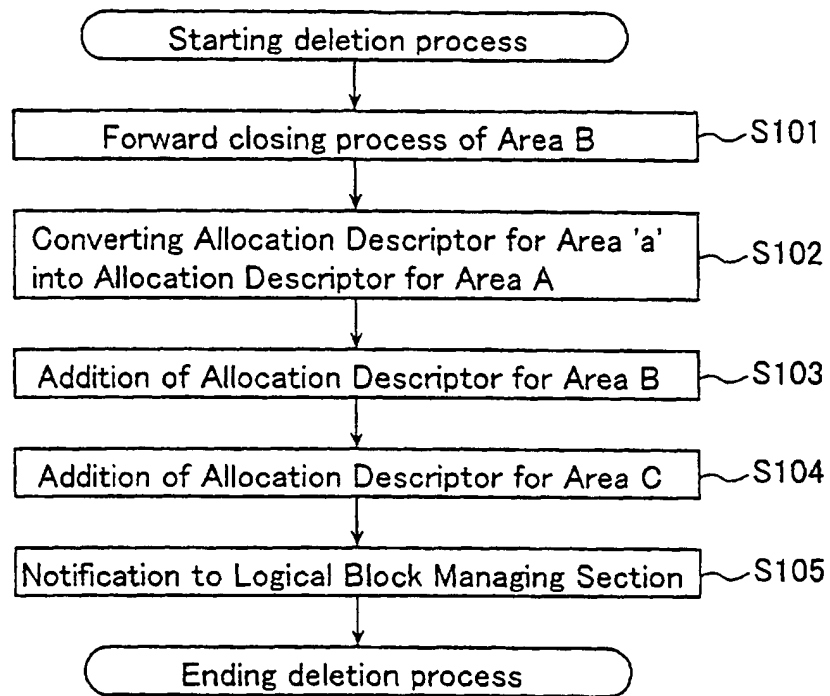 Starting deletion process
Forward closing process of Area B
S101
Converting Allocation Descriptor for Area 'a'
into Allocation Descriptor for Area A
S102
Addition of Allocation Descriptor for Area B
S103
Addition of Allocation Descriptor for Area C
S104
Notification to Logical Block Managing Section
S105
Ending deletion process